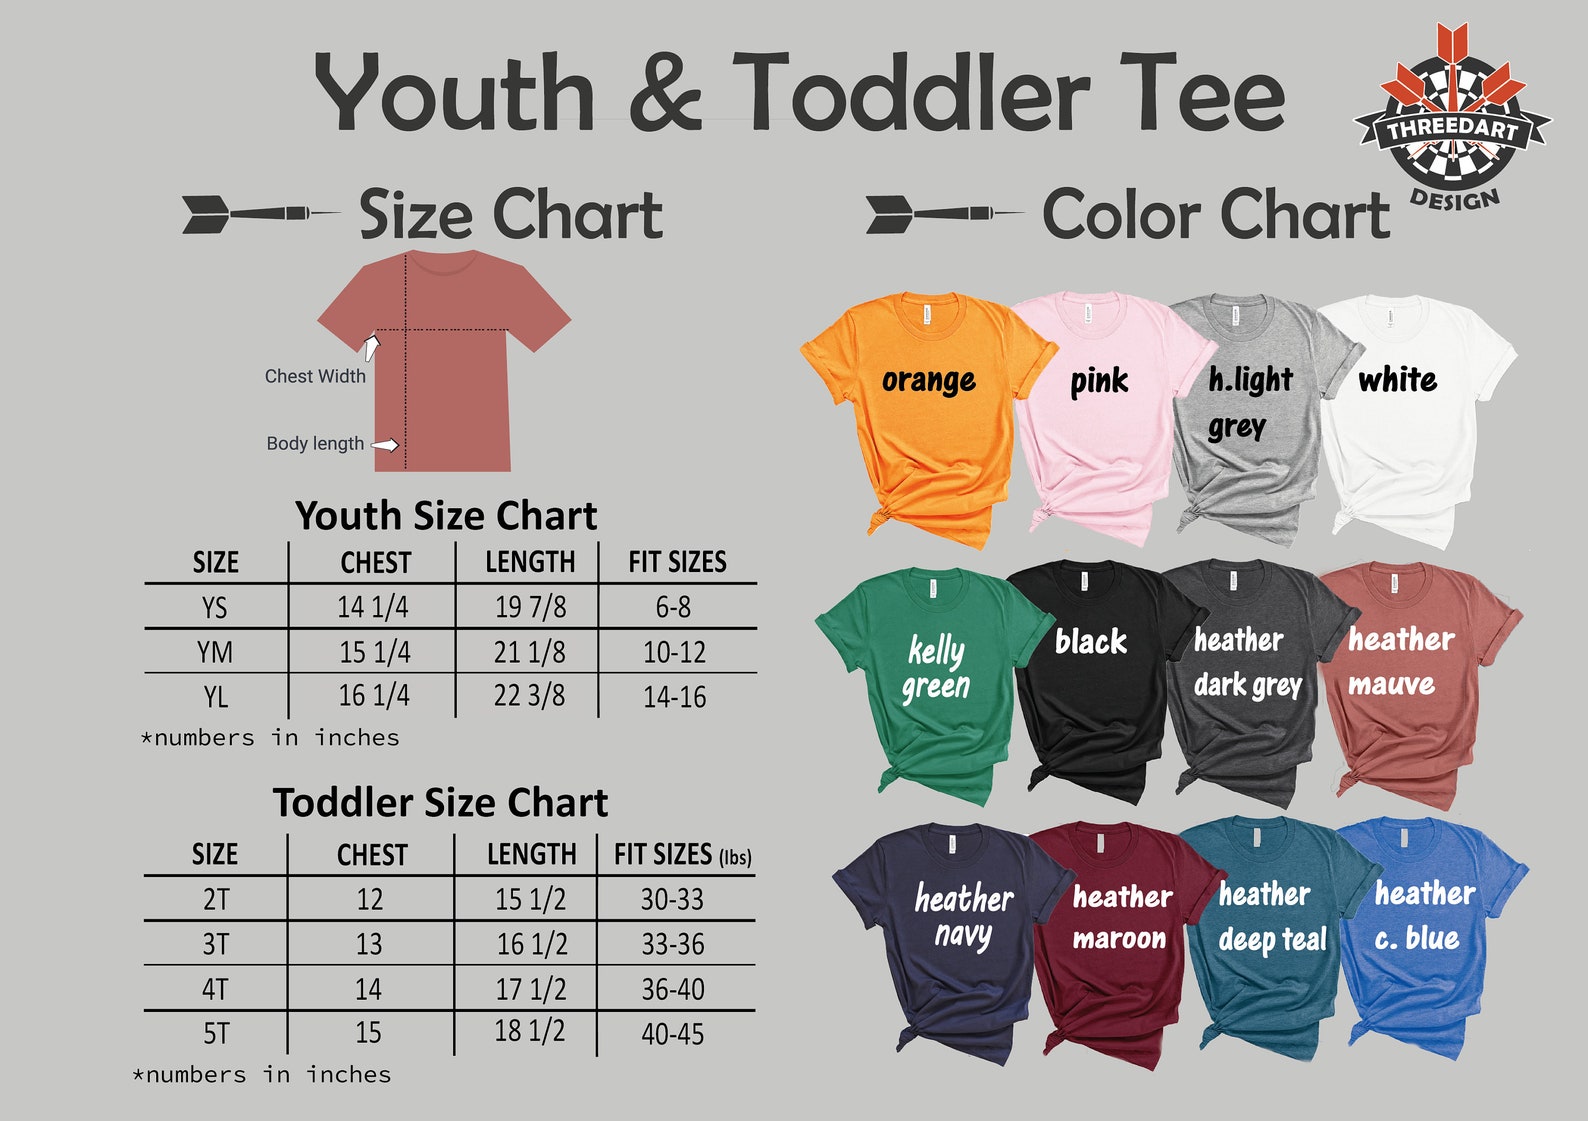 Youth & Toddler Tee
THREEDART
DESIGN
Size Chart
Chest Width
Body length
Youth Size Chart
SIZE CHEST LENGTH FIT SIZES
YS 14 1/4 19 7/8 6-8
YM 15 1/4 21 1/8 10-12
YL 16 1/4 22 3/8 14-16
*numbers in inches
Toddler Size Chart
SIZE CHEST LENGTH FIT SIZES (lbs)
2T 12 15 1/2 30-33
3T 13 16 1/2 33-36
4T 14 17 1/2 36-40
5T 15 18 1/2 40-45
*numbers in inches
Color Chart
orange
pink
h.light
grey
white
kelly
green
black
heather
dark grey
heather
mauve
heather
navy
heather
maroon
heather
deep teal
heather
c. blue